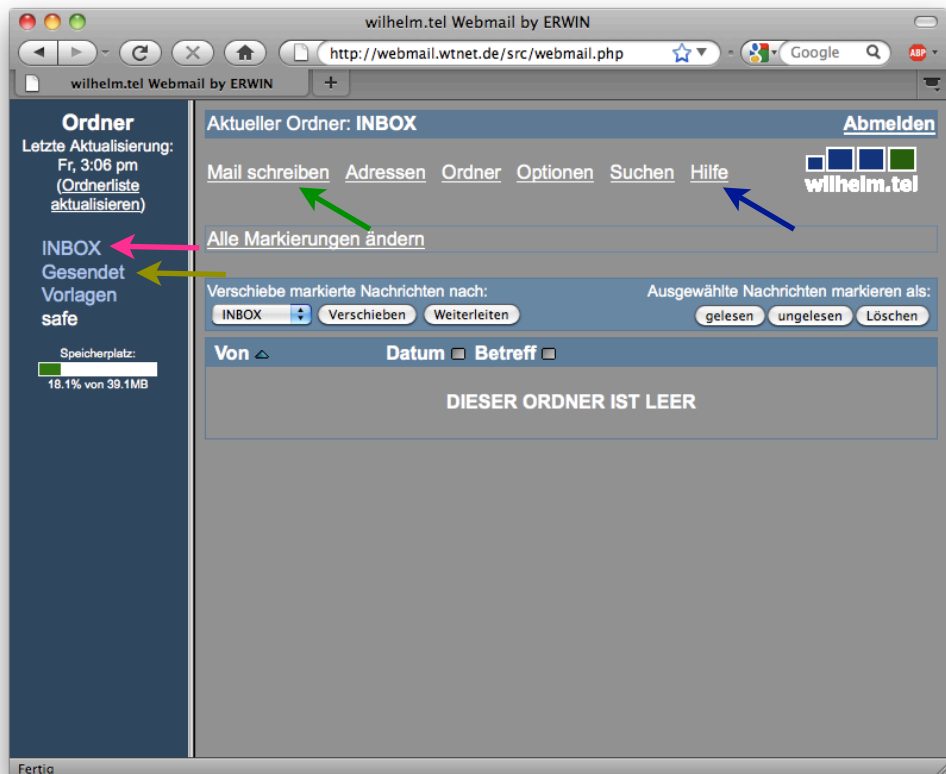 wilhelm.tel Webmail by ERWIN
http://webmail.wtnet.de/src/webmail.php
Google
ABP
wilhelm.tel Webmail by ERWIN
Ordner
Letzte Aktualisierung:
Fr, 3:06 pm
(Ordnerliste
aktualisieren)
INBOX
Gesendet
Vorlagen
safe
Speicherplatz:
18.1% von 39.1MB
Aktueller Ordner: INBOX Abmelden
Mail schreiben Adressen Ordner Optionen Suchen Hilfe
wilhelm.tel
Alle Markierungen ändern
Verschiebe markierte Nachrichten nach: Ausgewählte Nachrichten markieren als:
INBOX Verschieben Weiterleiten gelesen ungelesen Löschen
Von Datum Betreff
DIESER ORDNER IST LEER
Fertig